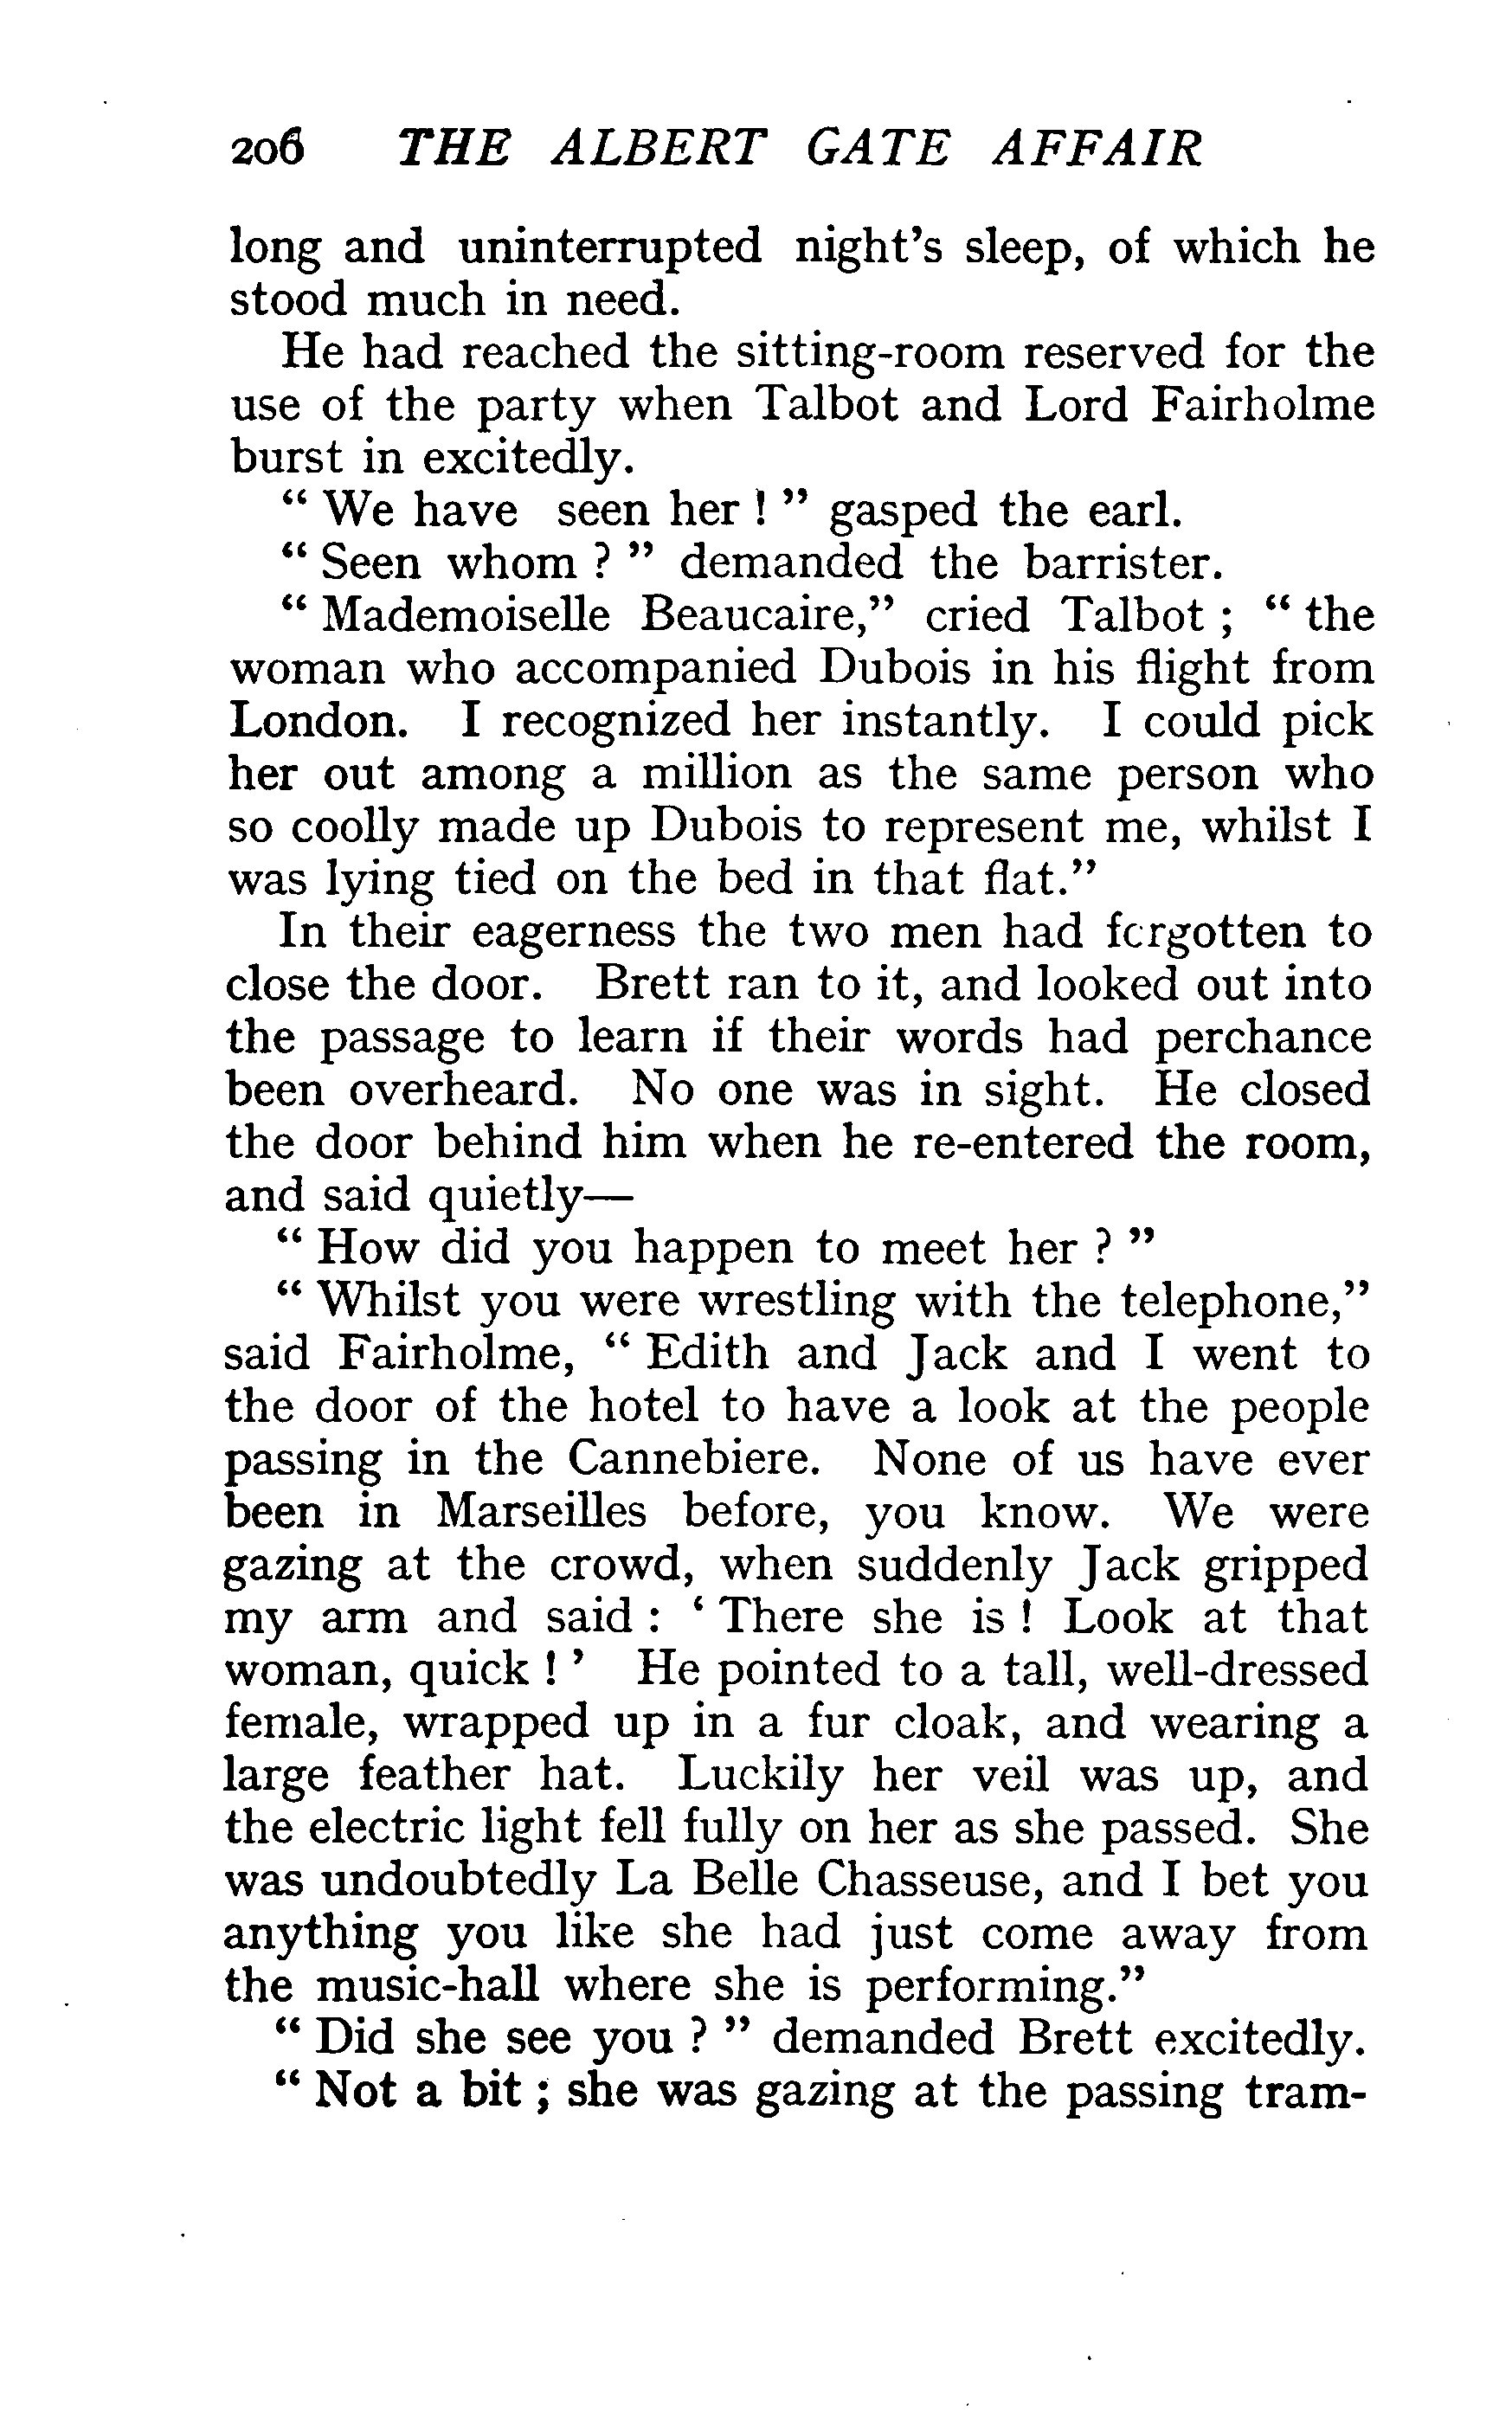 206 THE ALBERT GATE AFFAIR
long and uninterrupted night's sleep, of which he
stood much in need.
He had reached the sitting-room reserved for the
use of the party when Talbot and Lord Fairholme
burst in excitedly.
“ We have seen her ! ” gasped the earl.
“ Seen whom ? ” demanded the barrister.
“ Mademoiselle Beaucaire,” cried Talbot ; “ the
woman who accompanied Dubois in his flight from
London. I recognized her instantly. I could pick
her out among a million as the same person who
so coolly made up Dubois to represent me, whilst I
was lying tied on the bed in that flat.”
In their eagerness the two men had forgotten to
close the door. Brett ran to it, and looked out into
the passage to learn if their words had perchance
been overheard. No one was in sight. He closed
the door behind him when he re-entered the room,
and said quietly—
“ How did you happen to meet her ? ”
“ Whilst you were wrestling with the telephone,”
said Fairholme, “ Edith and Jack and I went to
the door of the hotel to have a look at the people
passing in the Cannebiere. None of us have ever
been in Marseilles before, you know. We were
gazing at the crowd, when suddenly Jack gripped
my arm and said : ‘ There she is ! Look at that
woman, quick ! ’ He pointed to a tall, well-dressed
female, wrapped up in a fur cloak, and wearing a
large feather hat. Luckily her veil was up, and
the electric light fell fully on her as she passed. She
was undoubtedly La Belle Chasseuse, and I bet you
anything you like she had just come away from
the music-hall where she is performing.”
“ Did she see you ? ” demanded Brett excitedly.
“ Not a bit ; she was gazing at the passing tram-